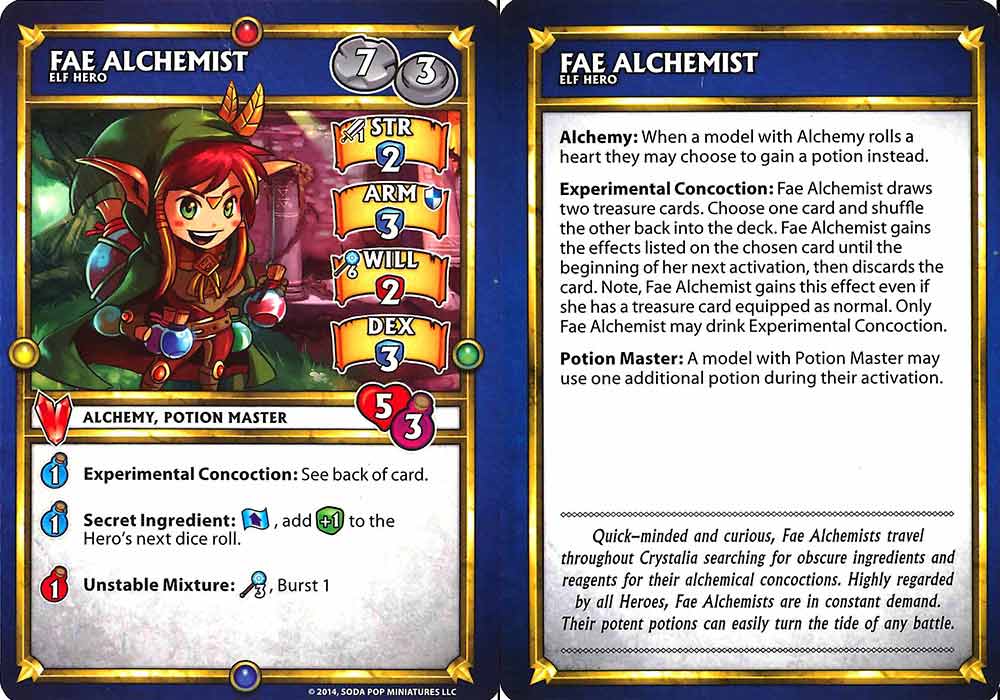 FAE ALCHEMIST
ELF HERO
7
3
STR
2
ARM
3
6
WILL
2
DEX
3
ALCHEMY, POTION MASTER
5
3
1 Experimental Concoction: See back of card.
1 Secret Ingredient: , add +1 to the
Hero's next dice roll.
1 Unstable Mixture: 3, Burst 1
© 2014, SODA POP MINIATURES LLC
FAE ALCHEMIST
ELF HERO
Alchemy: When a model with Alchemy rolls a
heart they may choose to gain a potion instead.
Experimental Concoction: Fae Alchemist draws
two treasure cards. Choose one card and shuffle
the other back into the deck. Fae Alchemist gains
the effects listed on the chosen card until the
beginning of her next activation, then discards the
card. Note, Fae Alchemist gains this effect even if
she has a treasure card equipped as normal. Only
Fae Alchemist may drink Experimental Concoction.
Potion Master: A model with Potion Master may
use one additional potion during their activation.
Quick–minded and curious, Fae Alchemists travel
throughout Crystalia searching for obscure ingredients and
reagents for their alchemical concoctions. Highly regarded
by all Heroes, Fae Alchemists are in constant demand.
Their potent potions can easily turn the tide of any battle.